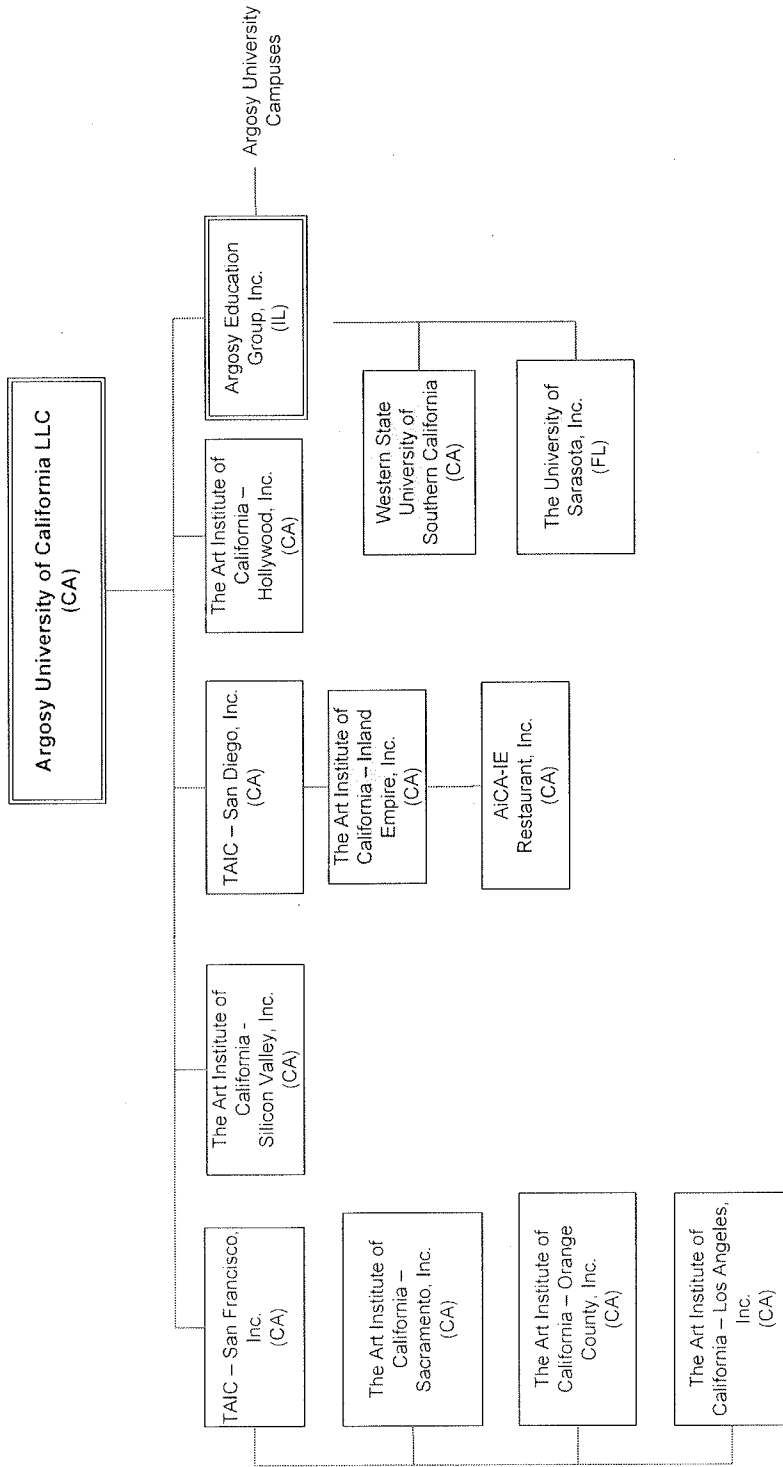 Argosy University of California LLC
(CA)
TAIC – San Francisco,
Inc.
(CA)
The Art Institute of
California –
Sacramento, Inc.
(CA)
The Art Institute of
California – Orange
County, Inc.
(CA)
The Art Institute of
California – Los Angeles,
Inc.
(CA)
The Art Institute of
California -
Silicon Valley, Inc.
(CA)
TAIC – San Diego, Inc.
(CA)
The Art Institute of
California – Inland
Empire, Inc.
(CA)
AiCA-IE
Restaurant, Inc.
(CA)
The Art Institute of
California –
Hollywood, Inc.
(CA)
Argosy Education
Group, Inc.
(IL)
Western State
University of
Southern California
(CA)
The University of
Sarasota, Inc.
(FL)
Argosy University
Campuses